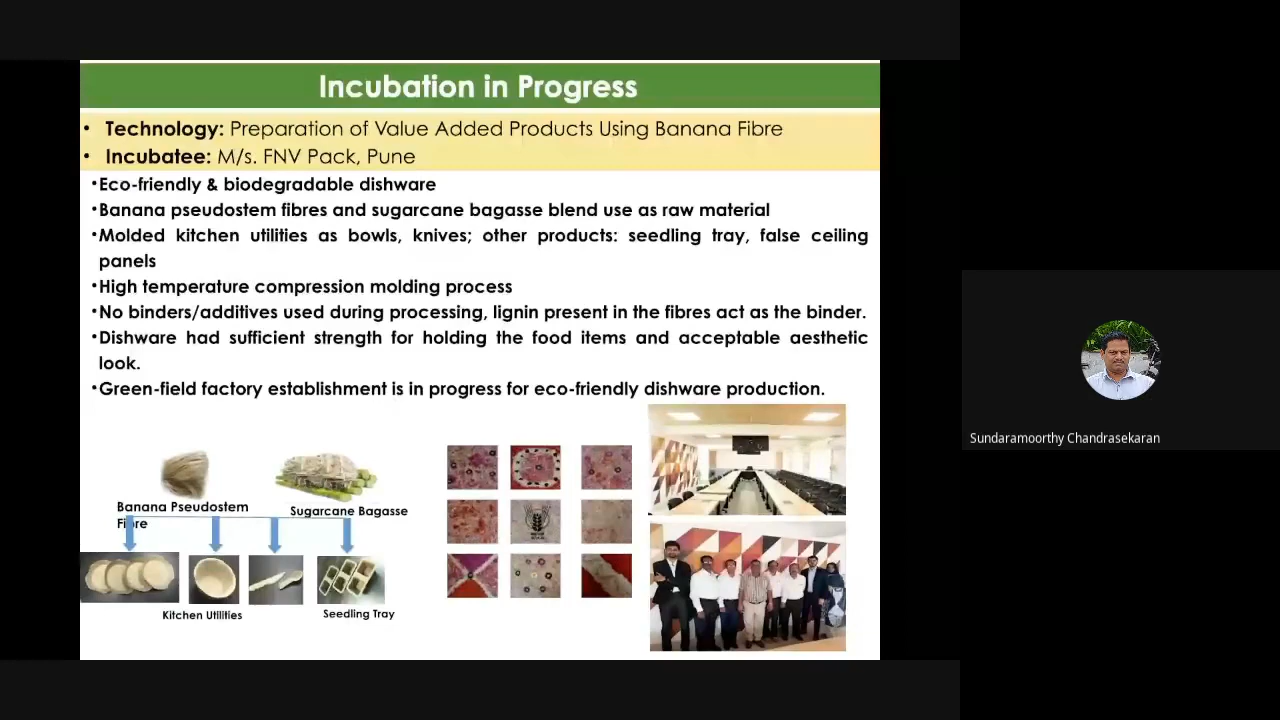 Incubation in Progress
• Technology: Preparation of Value Added Products Using Banana Fibre
• Incubatee: M/s. FNV Pack, Pune
•Eco-friendly & biodegradable dishware
•Banana pseudostem fibres and sugarcane bagasse blend use as raw material
•Molded kitchen utilities as bowls, knives; other products: seedling tray, false ceiling
panels
•High temperature compression molding process
•No binders/additives used during processing, lignin present in the fibres act as the binder.
•Dishware had sufficient strength for holding the food items and acceptable aesthetic
look.
•Green-field factory establishment is in progress for eco-friendly dishware production.
Banana Pseudostem
Fibre
Sugarcane Bagasse
Kitchen Utilities
Seedling Tray
Sundaramoorthy Chandrasekaran